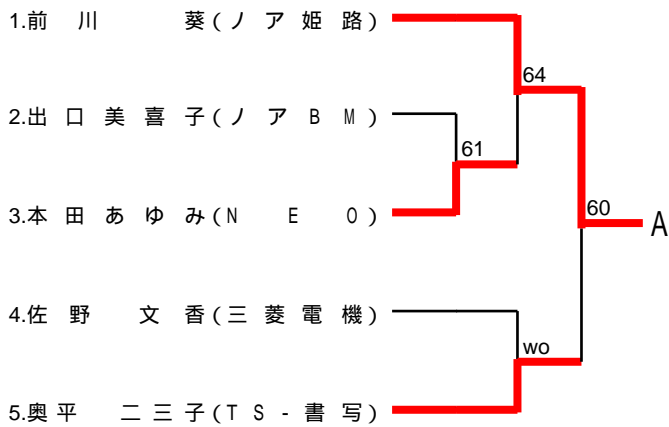 1.前川 葵(ノア姫路)
64
2.出口美喜子(ノアBM)
61
3.本田あゆみ(NEO)
60
A
4.佐野 文香(三菱電機)
wo
5.奥平 二三子(TS-書写)